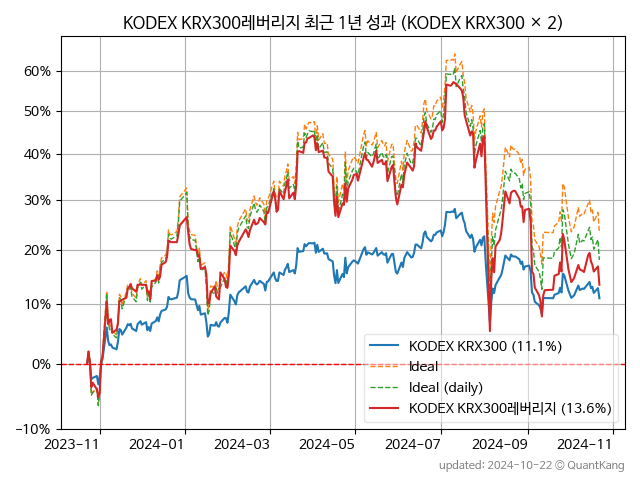 KODEX KRX300레버리지 최근 1년 성과 (KODEX KRX300 × 2)
60%
50%
40%
30%
20%
10%
0%
−10%
KODEX KRX300 (11.1%)
Ideal
Ideal (daily)
KODEX KRX300레버리지 (13.6%)
2023-11 2024-01 2024-03 2024-05 2024-07 2024-09 2024-11
updated: 2024-10-22 © QuantKang